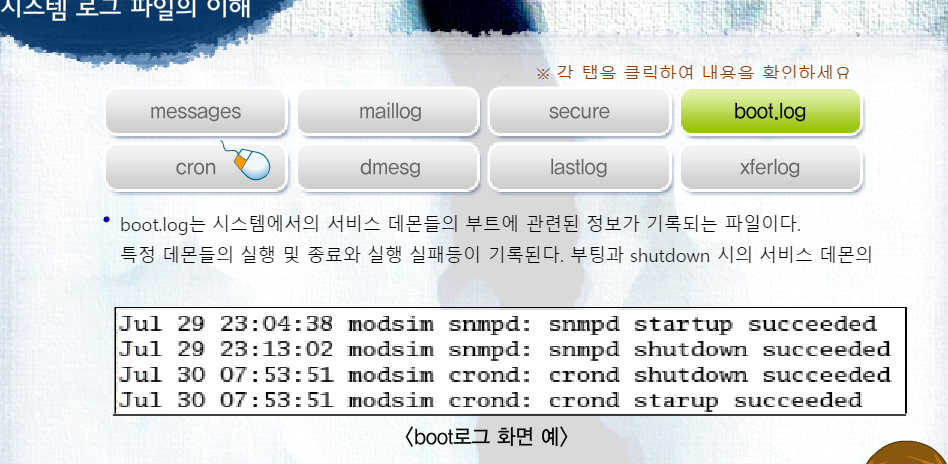 시스템 로그 파일의 이해
※ 각 탭을 클릭하여 내용을 확인하세요
messages maillog secure boot.log
cron dmesg lastlog xferlog
• boot.log는 시스템에서의 서비스 데몬들의 부트에 관련된 정보가 기록되는 파일이다.
특정 데몬들의 실행 및 종료와 실행 실패등이 기록된다. 부팅과 shutdown 시의 서비스 데몬의
Jul 29 23:04:38 modsim snmpd: snmpd startup succeeded
Jul 29 23:13:02 modsim snmpd: snmpd shutdown succeeded
Jul 30 07:53:51 modsim crond: crond shutdown succeeded
Jul 30 07:53:51 modsim crond: crond starup succeeded
<boot로그 화면 예>